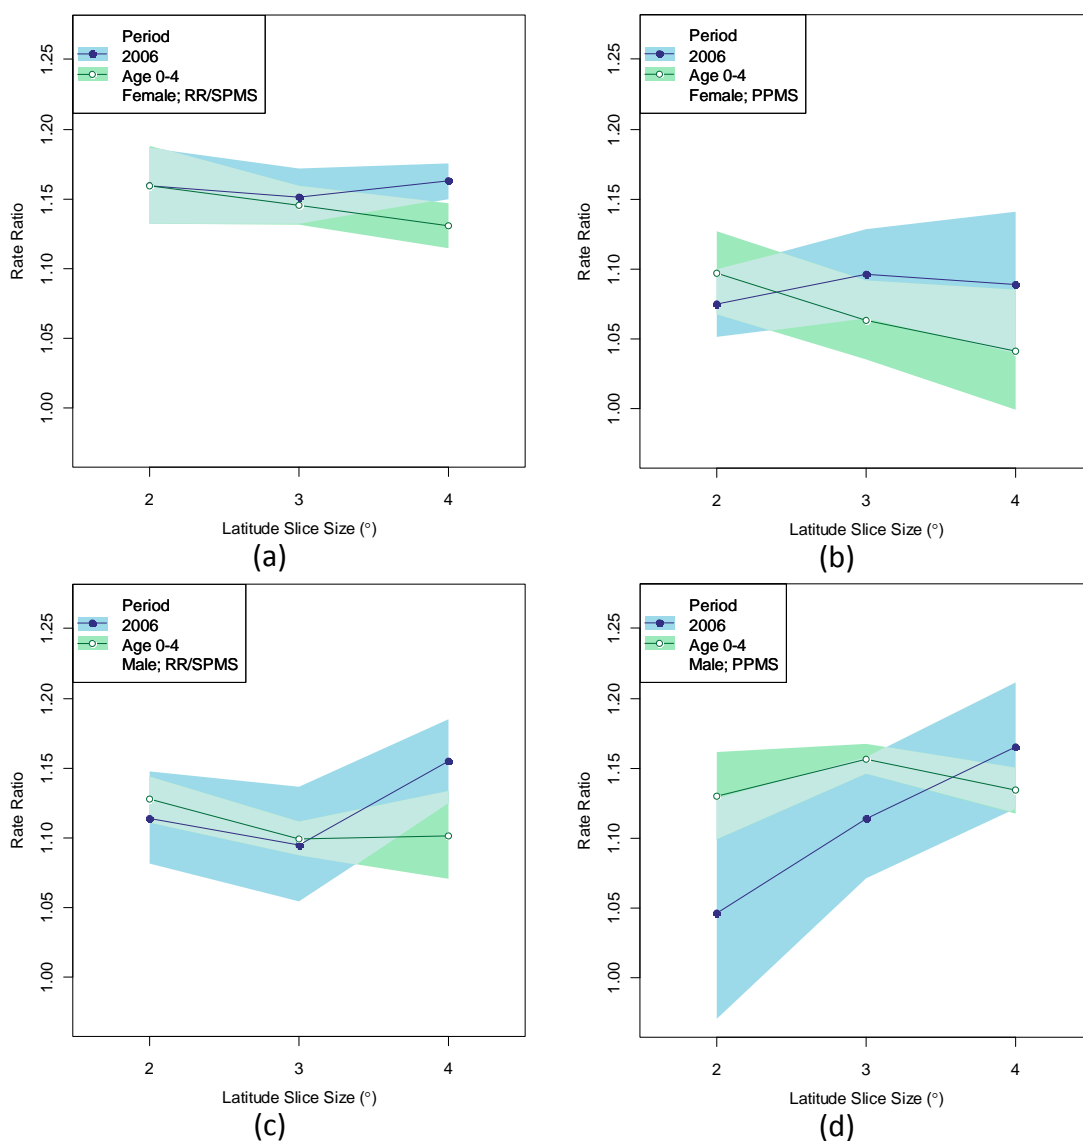 Period
2006
Age 0-4
Female; RR/SPMS
Rate Ratio
1.00
1.05
1.10
1.15
1.20
1.25
2 3 4
Latitude Slice Size (°)
(a)
Period
2006
Age 0-4
Female; PPMS
Rate Ratio
1.00
1.05
1.10
1.15
1.20
1.25
2 3 4
Latitude Slice Size (°)
(b)
Period
2006
Age 0-4
Male; RR/SPMS
Rate Ratio
1.00
1.05
1.10
1.15
1.20
1.25
2 3 4
Latitude Slice Size (°)
(c)
Period
2006
Age 0-4
Male; PPMS
Rate Ratio
1.00
1.05
1.10
1.15
1.20
1.25
2 3 4
Latitude Slice Size (°)
(d)